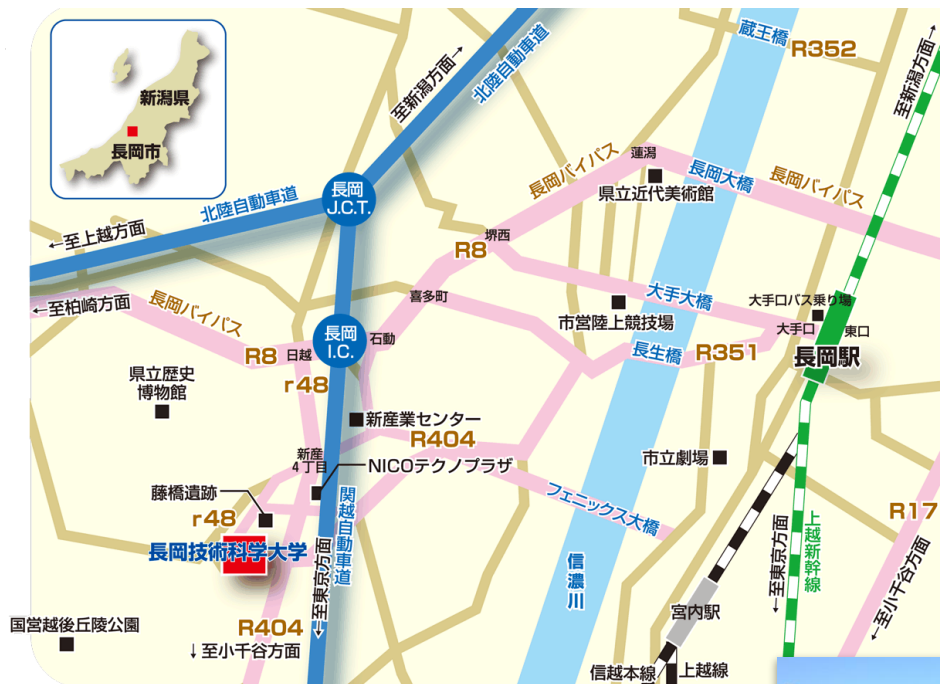 新潟県
長岡市
北陸自動車道
至新潟方面→
北陸自動車道
←至上越方面
長岡
J.C.T.
蔵王橋
R352
至新潟方面→
蓮潟
長岡バイパス
長岡大橋
長岡バイパス
県立近代美術館
堺西
R8
喜多町
大手大橋
市営陸上競技場
大手口バス乗り場
大手口
東口
長岡駅
長生橋
R351
←至柏崎方面
長岡バイパス
R8
日越
長岡
I.C.
石動
r48
県立歴史
博物館
新産業センター
R404
新産
4丁目
NICOテクノプラザ
市立劇場
藤橋遺跡
r48
長岡技術科学大学
関越自動車道
←至東京方面
フェニックス大橋
信濃川
R17
上越新幹線
←至東京方面
←至小千谷方面
宮内駅
国営越後丘陵公園
R404
↓至小千谷方面
信越本線
上越線